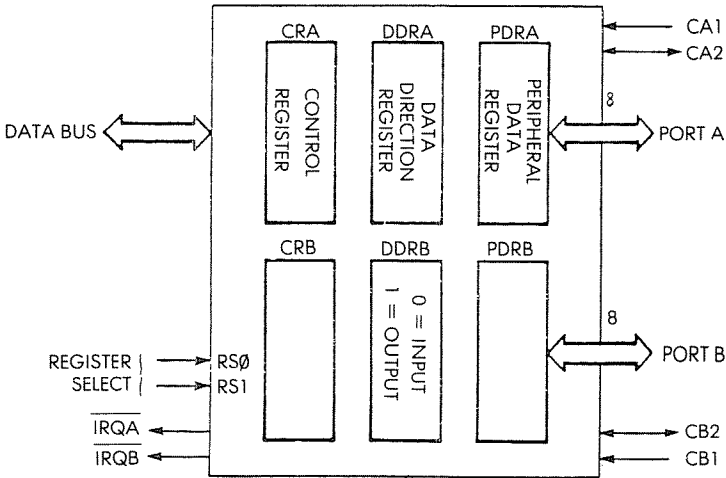 CRA
DDRA
PDRA
CA1
CA2
CONTROL
REGISTER
DATA
DIRECTION
REGISTER
PERIPHERAL
DATA
REGISTER
8
DATA BUS
PORT A
CRB
DDRB
PDRB
0 = INPUT
1 = OUTPUT
8
PORT B
REGISTER
SELECT
RSØ
RS1
IRQA
IRQB
CB2
CB1